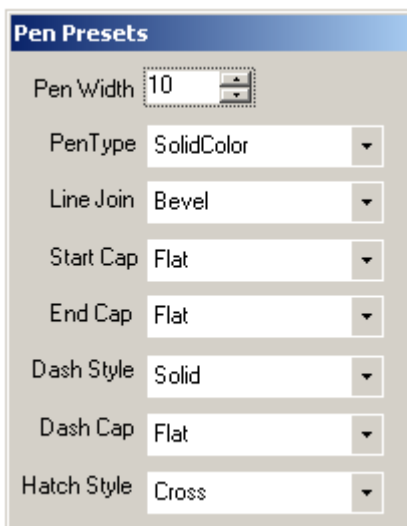 Pen Presets
Pen Width 10
PenType SolidColor
Line Join Bevel
Start Cap Flat
End Cap Flat
Dash Style Solid
Dash Cap Flat
Hatch Style Cross